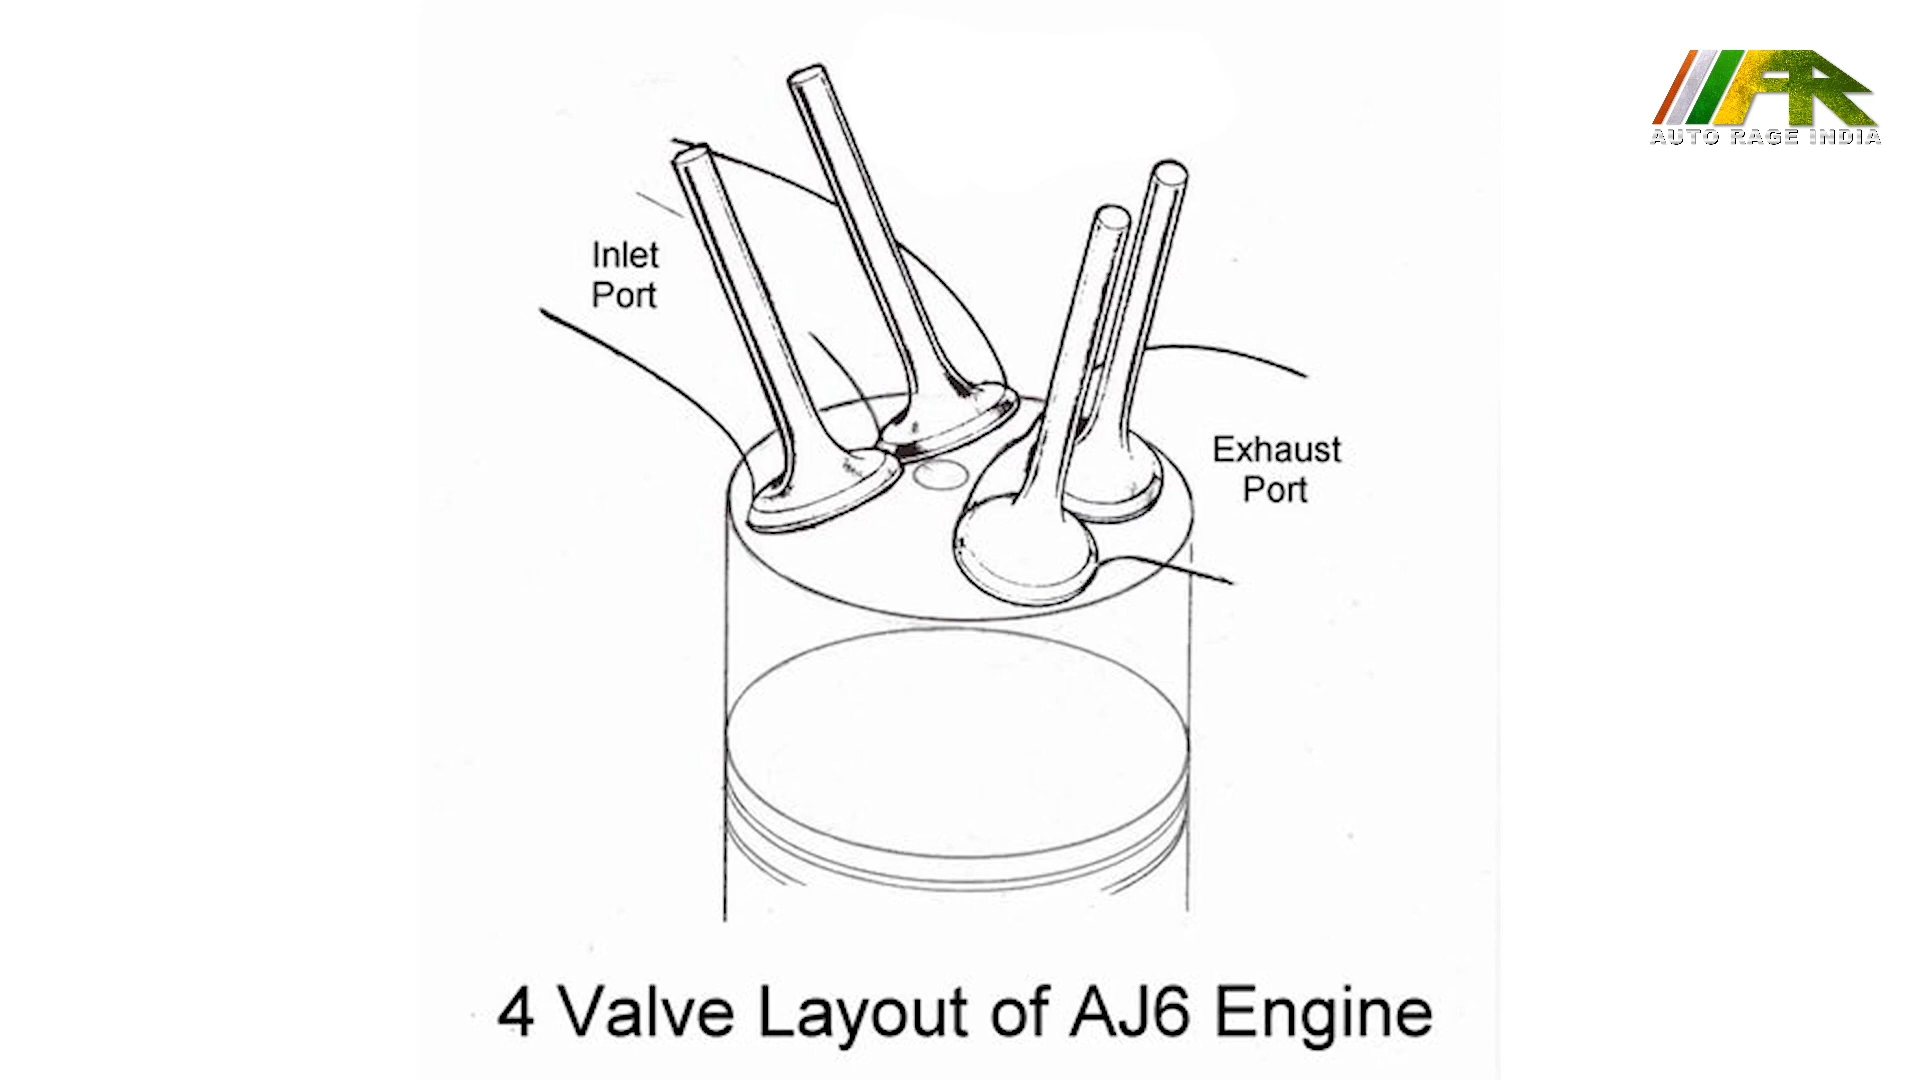 AUTO RAGE INDIA
Inlet
Port
Exhaust
Port
4 Valve Layout of AJ6 Engine